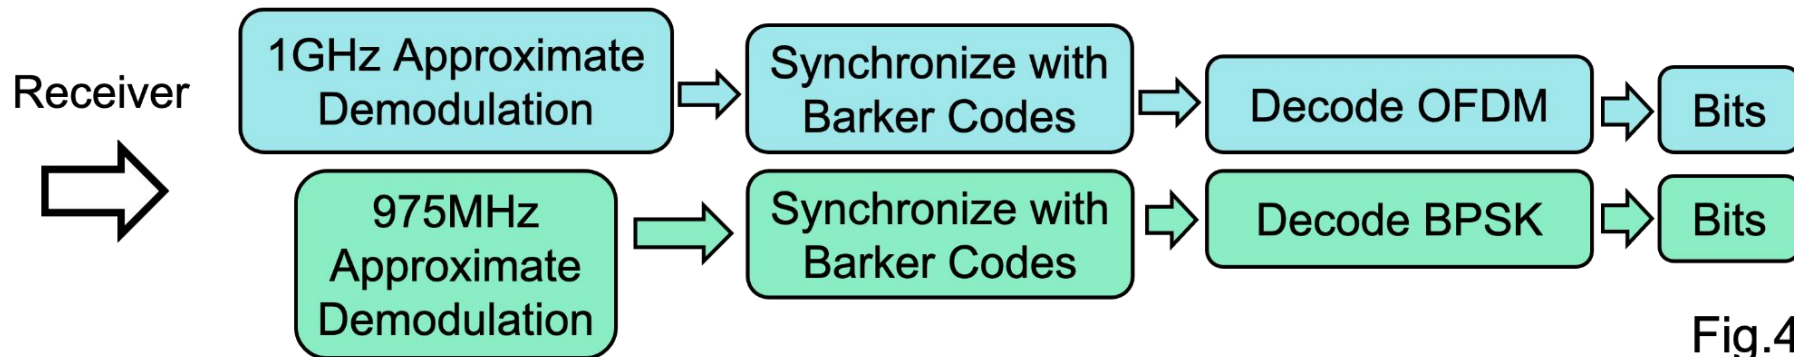 Receiver
1GHz Approximate
Demodulation
Synchronize with
Barker Codes
Decode OFDM
Bits
975MHz
Approximate
Demodulation
Synchronize with
Barker Codes
Decode BPSK
Bits
Fig.4